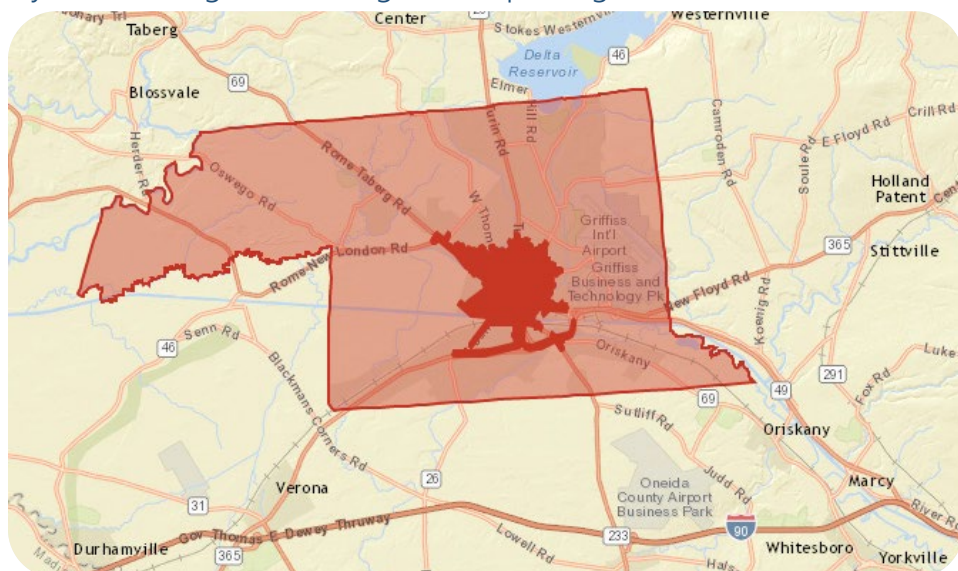 Taberg
Center
Stokes Westernvil
Westernville
Delta
Reservoir
46
69
Blossvale
Elmer
Hill Rd
Turin Rd
Camroden Rd
Crill Rd
E Floyd Rd
Soule Rd
Herder Rd
Rome Taberg Rd
Oswego Rd
W Thom
Holland
Patent
Griffiss
Int'l
Airport
365
Stittville
Rome New London Rd
Griffiss
Business and
Technology Pk
New Floyd Rd
Koenig Rd
Senn Rd
46
Oriskany
Luke
291
Blackmans Corners Rd
49
Fox Rd
69
Sutliff Rd
Oriskany
Judd Rd
Verona
26
Oneida
County Airport
Business Park
Marcy
River Rd
31
Gov Thomas E Dewey Thruway
90
233
Durhamville
365
Lowell Rd
Whitesboro
Yorkville